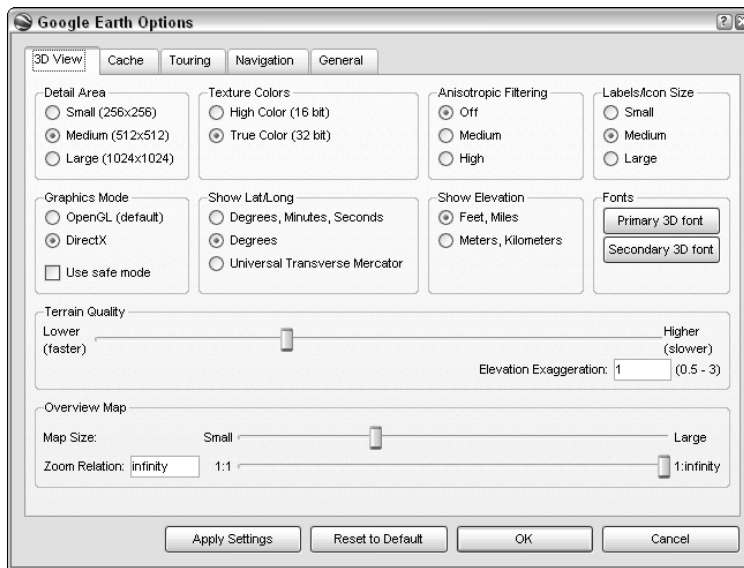 Google Earth Options
3D View Cache Touring Navigation General
Detail Area
Small (256x256)
Medium (512x512)
Large (1024x1024)
Texture Colors
High Color (16 bit)
True Color (32 bit)
Anisotropic Filtering
Off
Medium
High
Labels/Icon Size
Small
Medium
Large
Graphics Mode
OpenGL (default)
DirectX
Use safe mode
Show Lat/Long
Degrees, Minutes, Seconds
Degrees
Universal Transverse Mercator
Show Elevation
Feet, Miles
Meters, Kilometers
Fonts
Primary 3D font
Secondary 3D font
Terrain Quality
Lower
(faster)
Higher
(slower)
Elevation Exaggeration: 1 (0.5 - 3)
Overview Map
Map Size: Small Large
Zoom Relation: infinity 1:1 1:infinity
Apply Settings Reset to Default OK Cancel